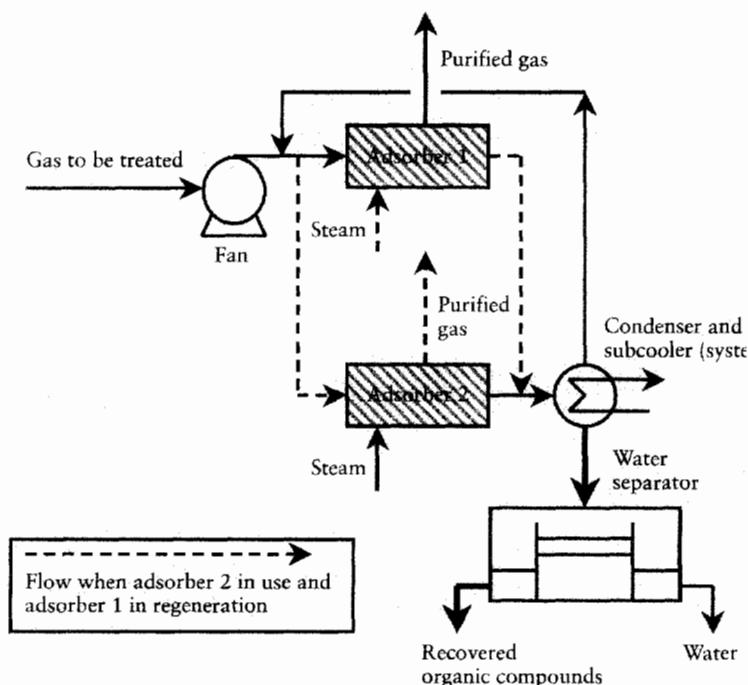 Purified gas
Gas to be treated
Adsorber 1
Steam
Fan
Purified
gas
Condenser and
subcooler (syste
Adsorber 2
Steam
Water
separator
Flow when adsorber 2 in use and
adsorber 1 in regeneration
Recovered
organic compounds
Water